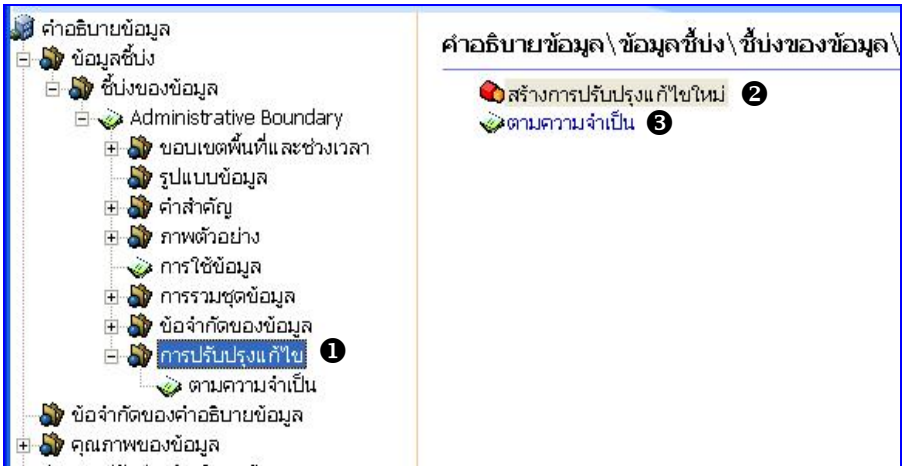 คำอธิบายข้อมูล
ข้อมูลชี้บ่ง
ชี้บ่งของข้อมูล
Administrative Boundary
ขอบเขตพื้นที่และช่วงเวลา
รูปแบบข้อมูล
คำสำคัญ
ภาพตัวอย่าง
การใช้ข้อมูล
การรวมชุดข้อมูล
ข้อจำกัดของข้อมูล
การปรับปรุงแก้ไข ❶
ตามความจำเป็น
ข้อจำกัดของคำอธิบายข้อมูล
คุณภาพของข้อมูล
คำอธิบายข้อมูล\ข้อมูลชี้บ่ง\ชี้บ่งของข้อมูล\
สร้างการปรับปรุงแก้ไขใหม่ ❷
ตามความจำเป็น ❸